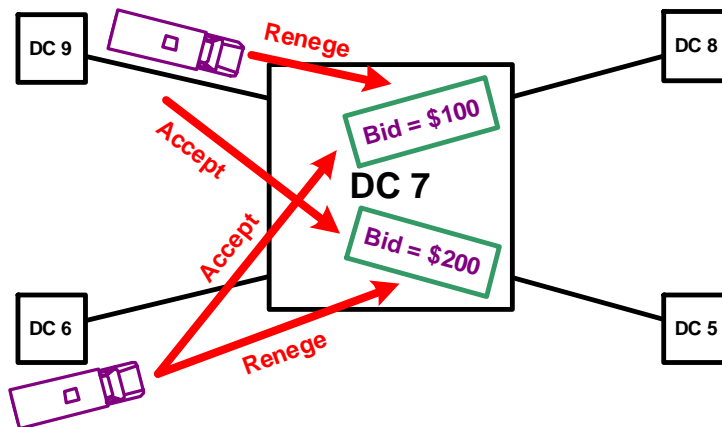 DC 9
Renege
DC 8
Bid = $100
Accept
DC 7
Accept
Bid = $200
DC 6
Renege
DC 5